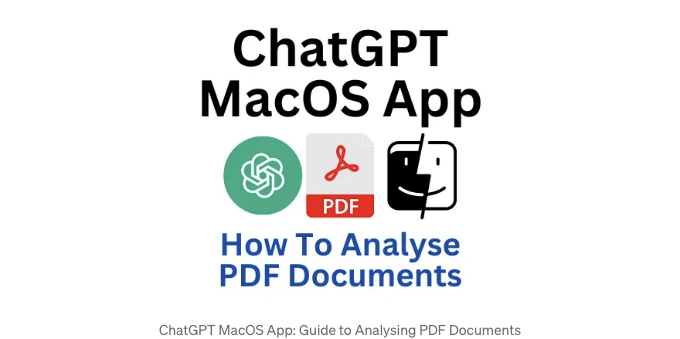 ChatGPT
MacOS App
PDF
How To Analyse
PDF Documents
ChatGPT MacOS App: Guide to Analysing PDF Documents